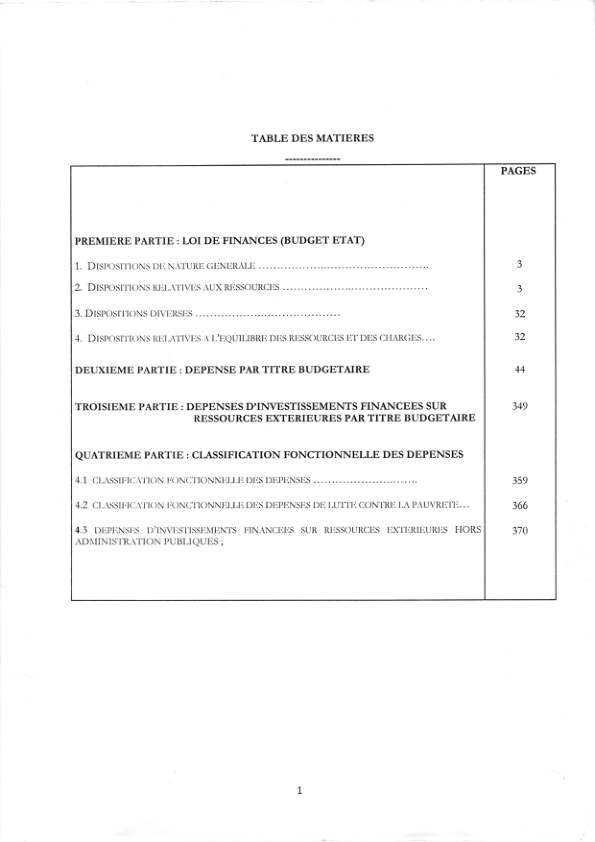 TABLE DES MATIERES
---------------
PAGES
PREMIERE PARTIE : LOI DE FINANCES (BUDGET ETAT)
1. DISPOSITIONS DE NATURE GENERALE ………………..………………………. 3
2. DISPOSITIONS RELATIVES AUX RESSOURCES ………………..………………… 3
3. DISPOSITIONS DIVERSES ………………..………………… 32
4. DISPOSITIONS RELATIVES A L'EQUILIBRE DES RESSOURCES ET DES CHARGES…. 32
DEUXIEME PARTIE : DEPENSE PAR TITRE BUDGETAIRE 44
TROISIEME PARTIE : DEPENSES D'INVESTISSEMENTS FINANCEES SUR 349
RESSOURCES EXTERIEURES PAR TITRE BUDGETAIRE
QUATRIEME PARTIE : CLASSIFICATION FONCTIONNELLE DES DEPENSES
4.1 CLASSIFICATION FONCTIONNELLE DES DEPENSES …………………..……. 359
4.2 CLASSIFICATION FONCTIONNELLE DES DEPENSES DE LUTTE CONTRE LA PAUVRETE… 366
4.3 DEPENSES D'INVESTISSEMENTS FINANCEES SUR RESSOURCES EXTERIEURES HORS 370
ADMINISTRATION PUBLIQUES ;
1